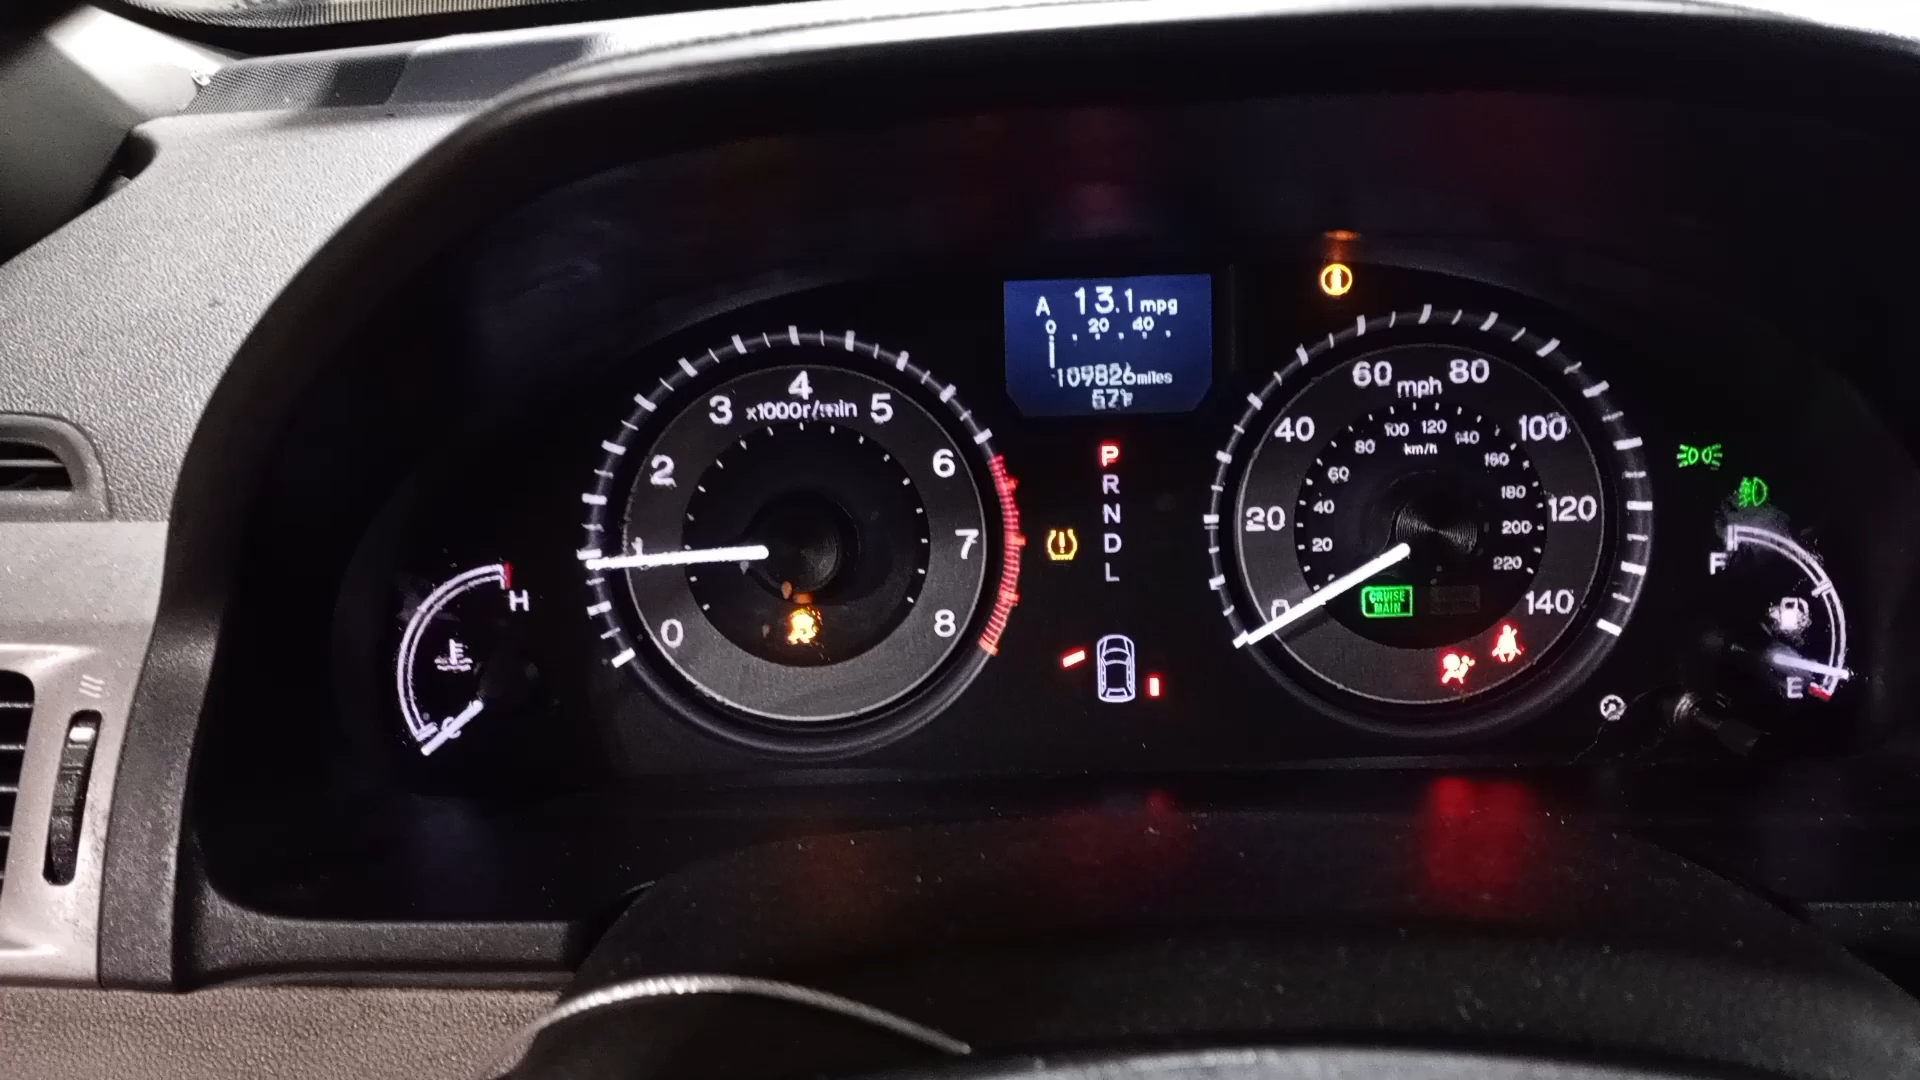 A 13.1 mpg
0 20 40
109826 miles
57°F
0
1
2
3
4
5
6
7
8
x1000r/min
P
R
N
D
L
0
20
40
60
80
100
120
140
mph
20
40
60
80
100
120
140
160
180
200
220
km/h
CRUISE
MAIN
H
C
F
E